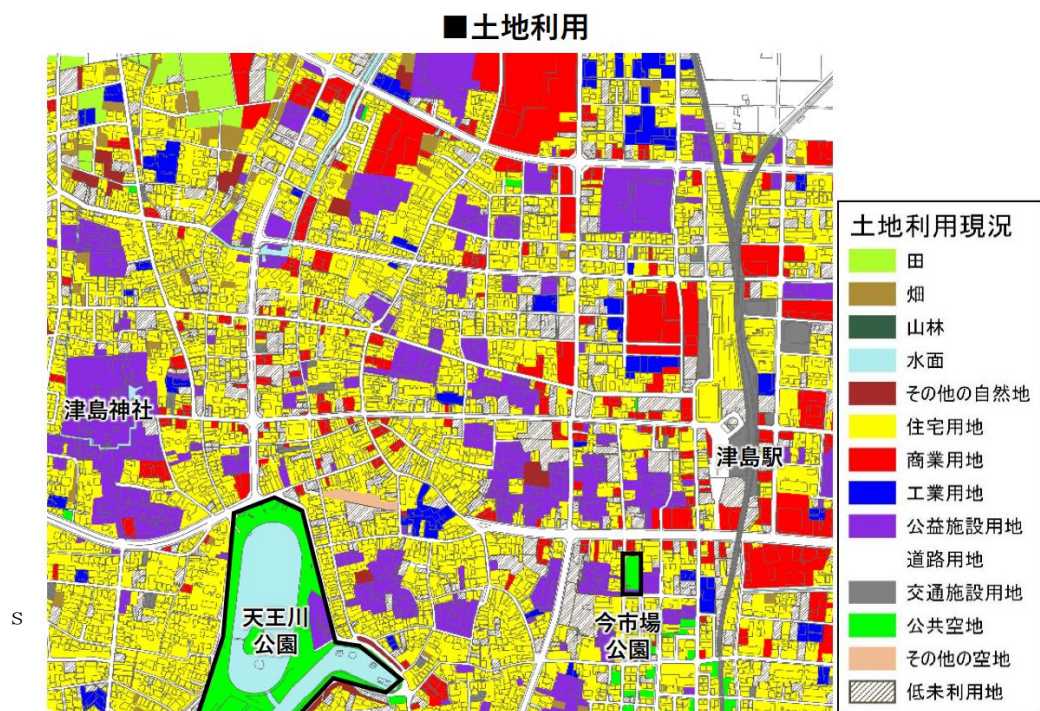 ■土地利用
土地利用現況
田
畑
山林
水面
その他の自然地
住宅用地
商業用地
工業用地
公益施設用地
道路用地
交通施設用地
公共空地
その他の空地
低未利用地
津島神社
津島駅
天王川
公園
今市場
公園
s